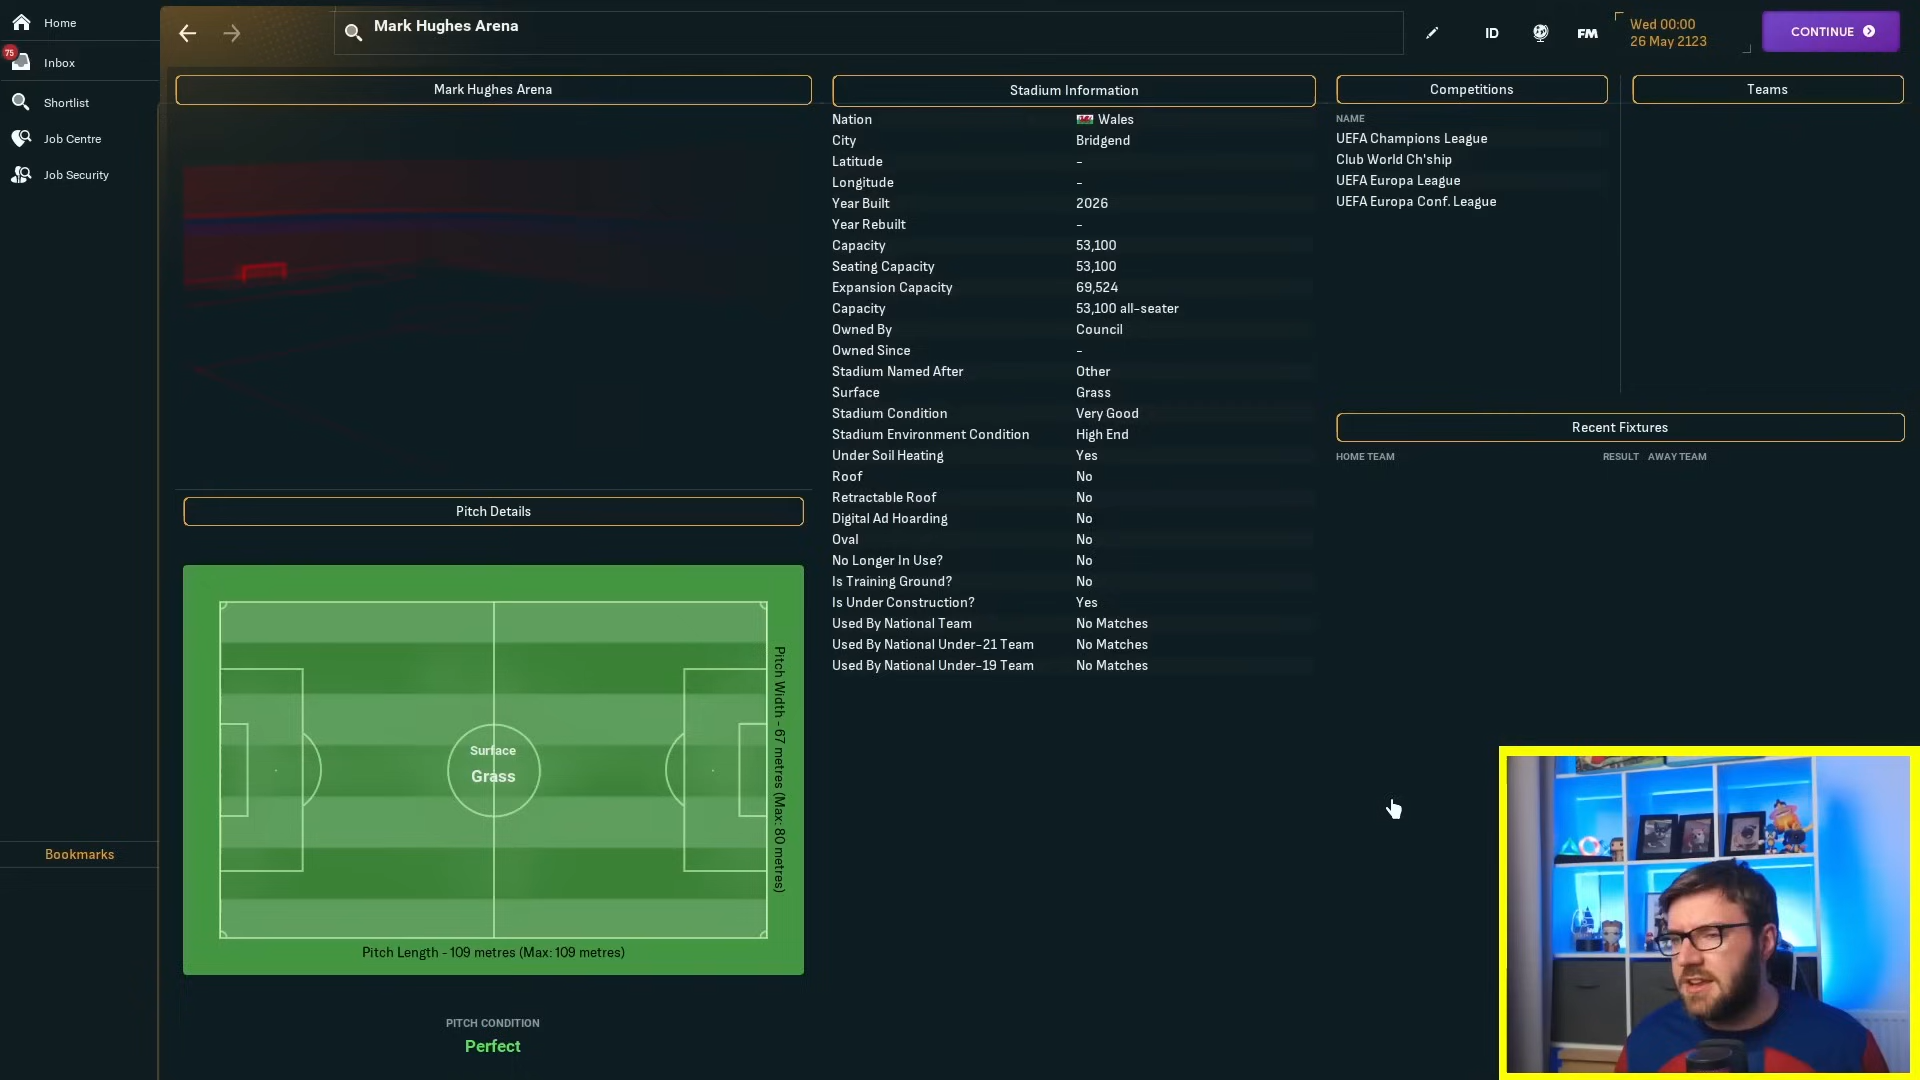 Home
Inbox
75
Shortlist
Job Centre
Job Security
Bookmarks
Mark Hughes Arena
ID
FM
Wed 00:00
26 May 2123
CONTINUE
Mark Hughes Arena
Pitch Details
Surface
Grass
Pitch Width - 67 metres (Max: 80 metres)
Pitch Length - 109 metres (Max: 109 metres)
PITCH CONDITION
Perfect
Stadium Information
Nation Wales
City Bridgend
Latitude -
Longitude -
Year Built 2026
Year Rebuilt -
Capacity 53,100
Seating Capacity 53,100
Expansion Capacity 69,524
Capacity 53,100 all-seater
Owned By Council
Owned Since -
Stadium Named After Other
Surface Grass
Stadium Condition Very Good
Stadium Environment Condition High End
Under Soil Heating Yes
Roof No
Retractable Roof No
Digital Ad Hoarding No
Oval No
No Longer In Use? No
Is Training Ground? No
Is Under Construction? Yes
Used By National Team No Matches
Used By National Under-21 Team No Matches
Used By National Under-19 Team No Matches
Competitions
NAME
UEFA Champions League
Club World Ch'ship
UEFA Europa League
UEFA Europa Conf. League
Teams
Recent Fixtures
HOME TEAM RESULT AWAY TEAM